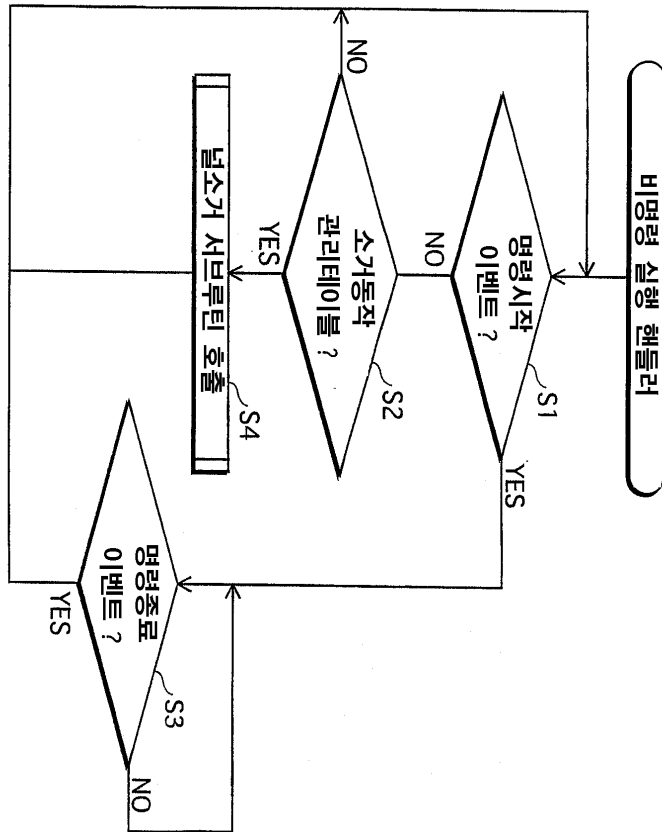 비명령 실행 핸들러
명령시작
이벤트 ?
S1
YES
NO
소거동작
관리테이블 ?
S2
NO
YES
널소거 서브루틴 호출
S4
명령종료
이벤트 ?
S3
YES
NO